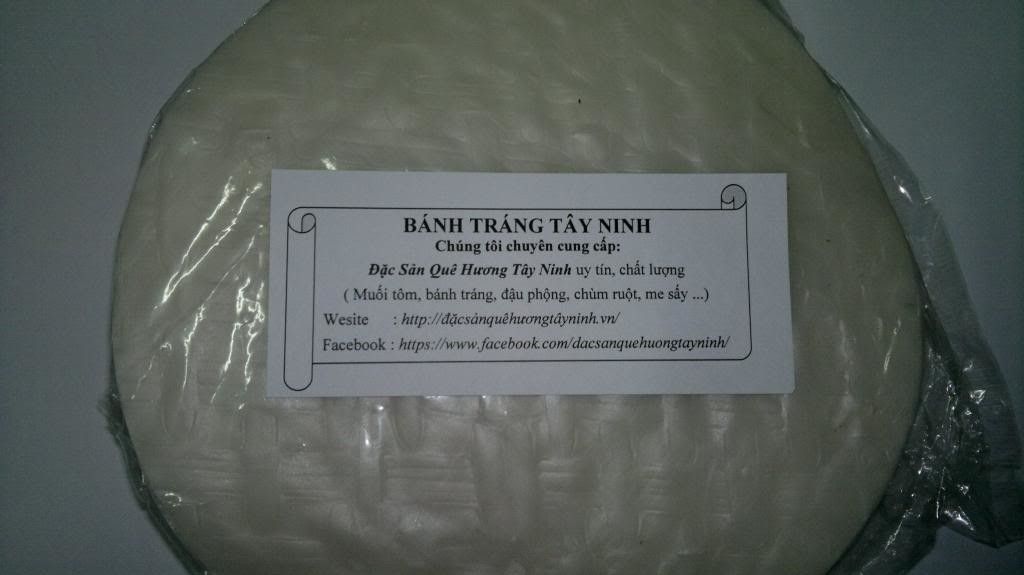 BÁNH TRÁNG TÂY NINH
Chúng tôi chuyên cung cấp:
Đặc Sản Quê Hương Tây Ninh uy tín, chất lượng
( Muối tôm, bánh tráng, đậu phộng, chùm ruột, me sấy ...)
Wesite : http://đặcsảnquêhươngtâyninh.vn/
Facebook : https://www.facebook.com/dacsanquehuongtayninh/